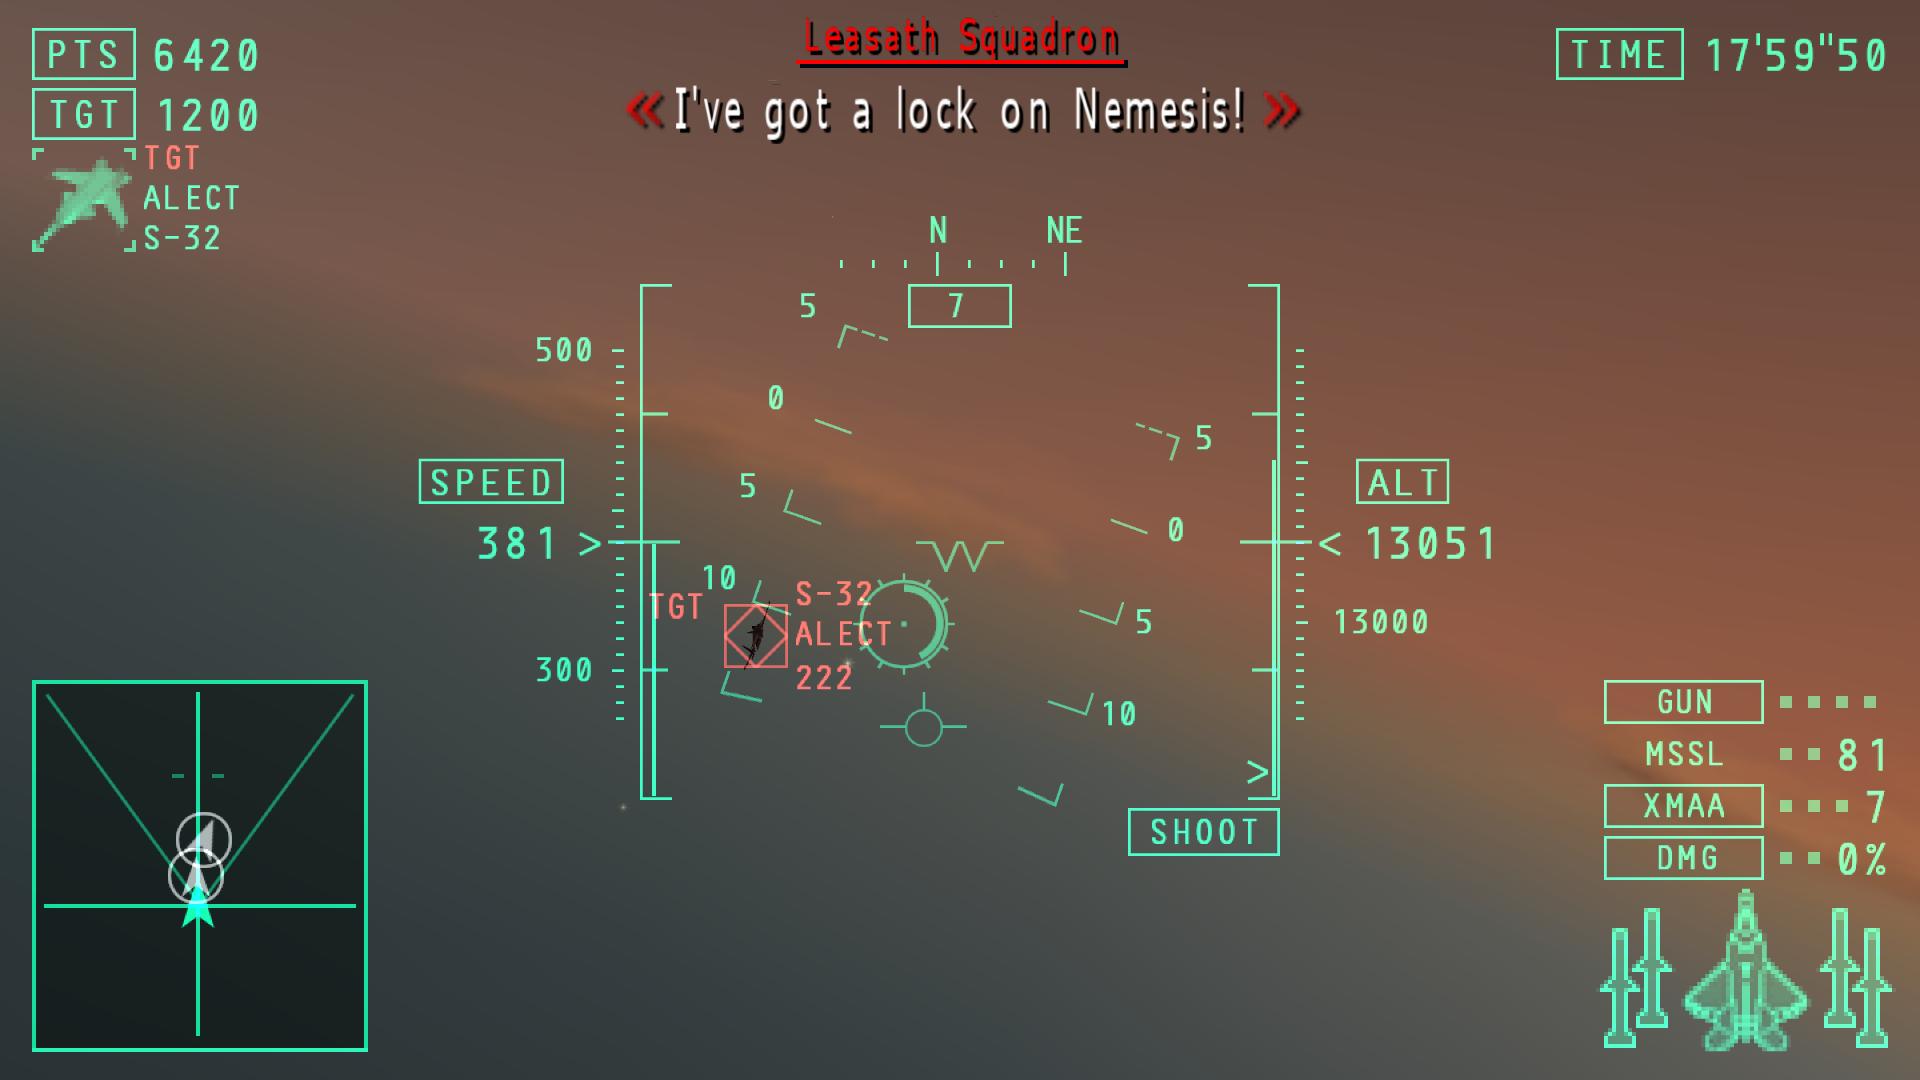 Leasath Squadron
<< I've got a lock on Nemesis! >>
PTS 6420
TGT 1200
TGT
ALECT
S-32
TIME 17'59"50
N NE
7
5
0
5
10
5
0
5
10
500
300
SPEED
381 >
ALT
< 13051
13000
TGT
S-32
ALECT
222
>
SHOOT
GUN
MSSL 81
XMAA 7
DMG 0%